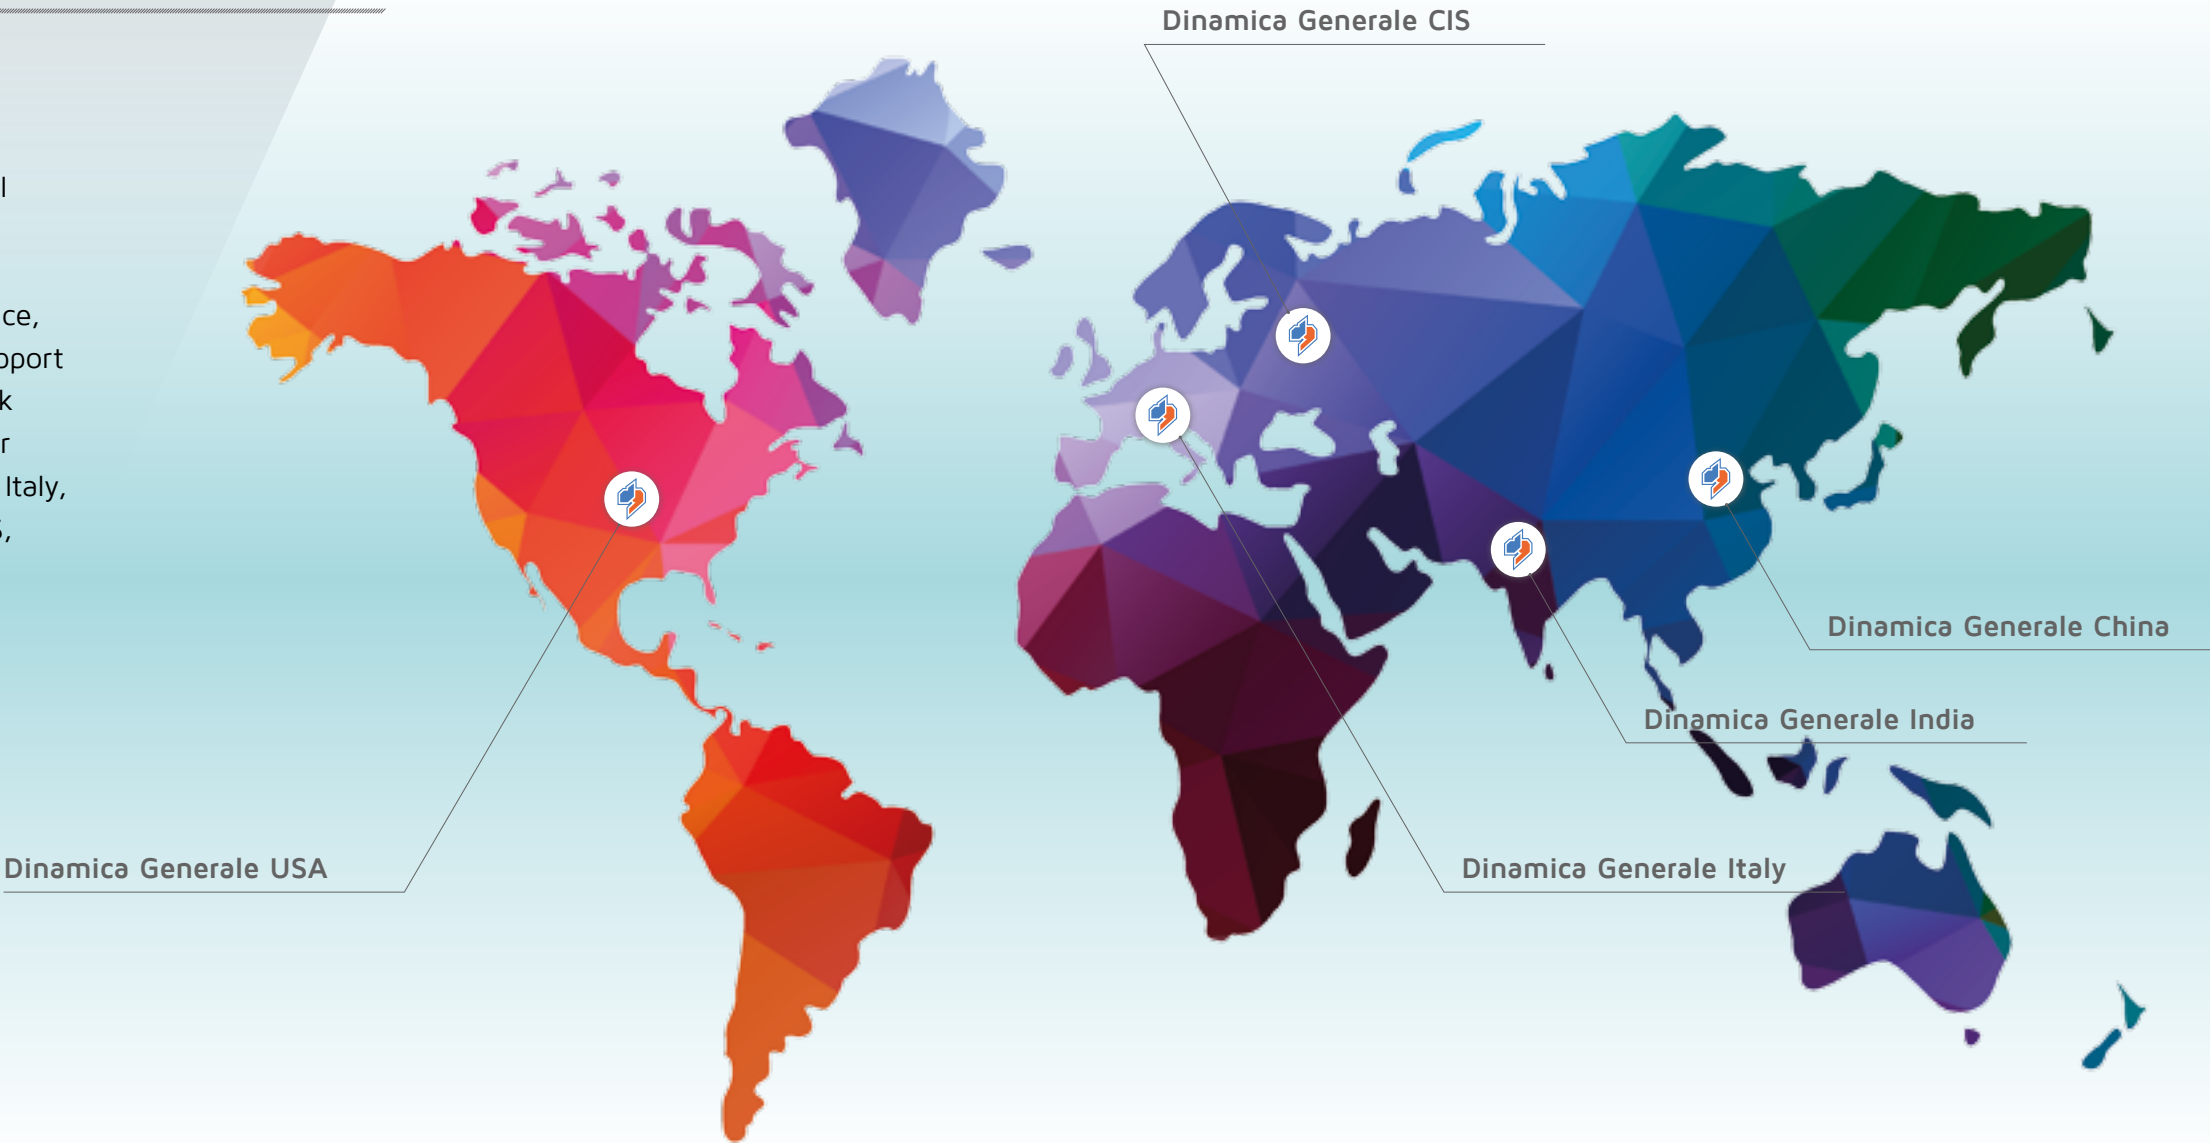 Dinamica Generale CIS
l
ce,
pport
k
r
Italy,
S,
Dinamica Generale China
Dinamica Generale India
Dinamica Generale USA
Dinamica Generale Italy